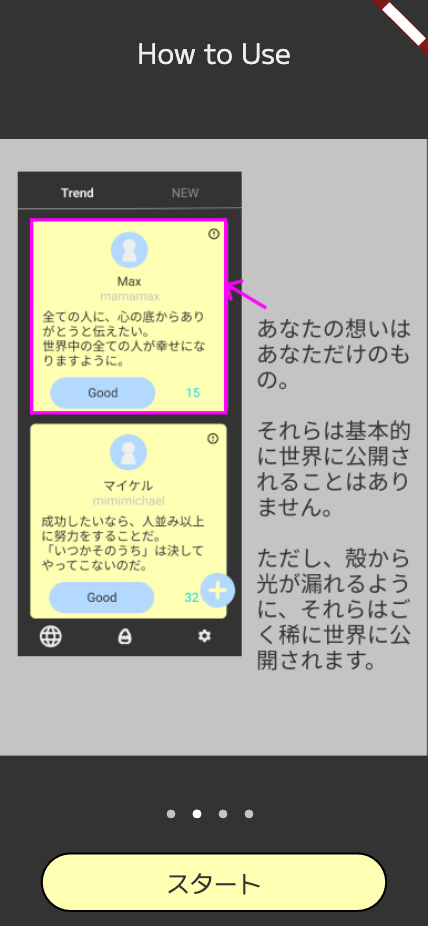 How to Use
Trend NEW
Max
mamamax
全ての人に、心の底からあり
がとうと伝えたい。
世界中の全ての人が幸せにな
りますように。
Good 15
マイケル
mimimichael
成功したいなら、人並み以上
に努力をすることだ。
「いつかそのうち」は決して
やってこないのだ。
Good 32
あなたの想いは
あなただけのも
の。
それらは基本的
に世界に公開さ
れることはあり
ません。
ただし、殻から
光が漏れるよう
に、それらはご
く稀に世界に公
開されます。
スタート